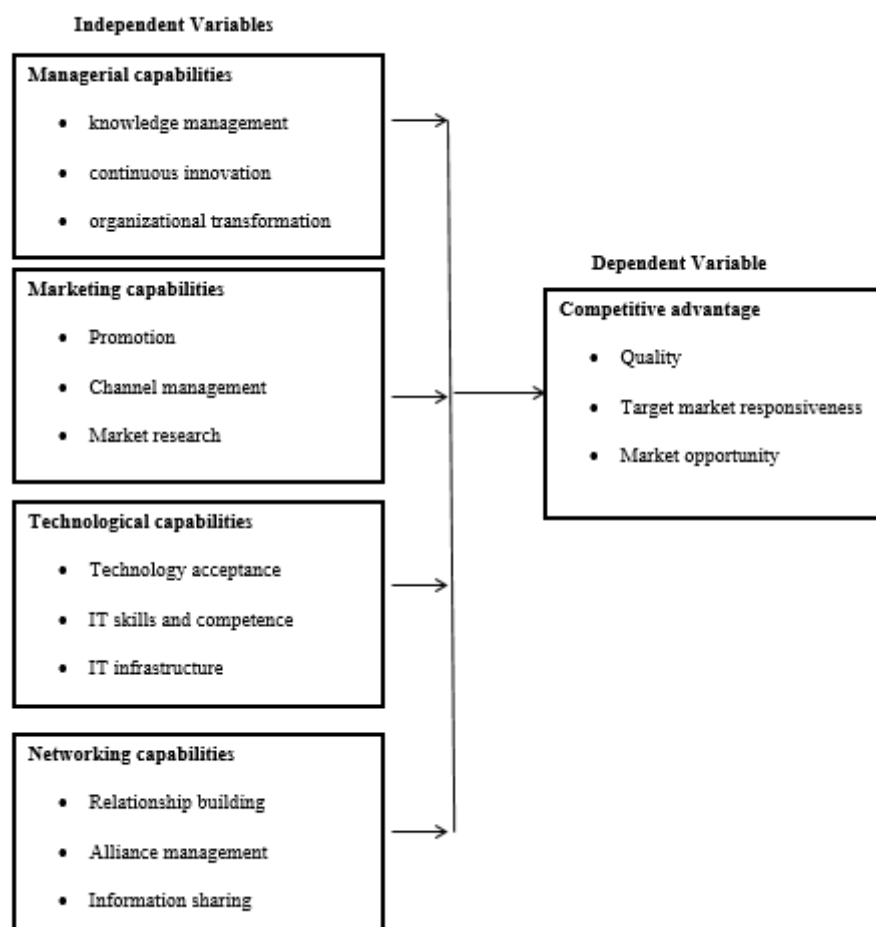 Independent Variables
Managerial capabilities
• knowledge management
• continuous innovation
• organizational transformation
Marketing capabilities
• Promotion
• Channel management
• Market research
Technological capabilities
• Technology acceptance
• IT skills and competence
• IT infrastructure
Networking capabilities
• Relationship building
• Alliance management
• Information sharing
Dependent Variable
Competitive advantage
• Quality
• Target market responsiveness
• Market opportunity